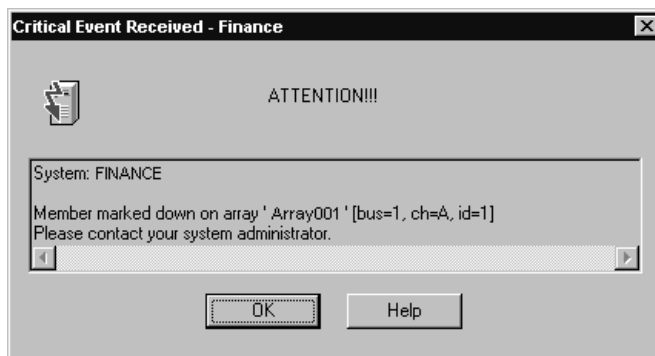 Critical Event Received - Finance
ATTENTION!!!
System: FINANCE
Member marked down on array ' Array001 ' [bus=1, ch=A, id=1]
Please contact your system administrator.
OK
Help